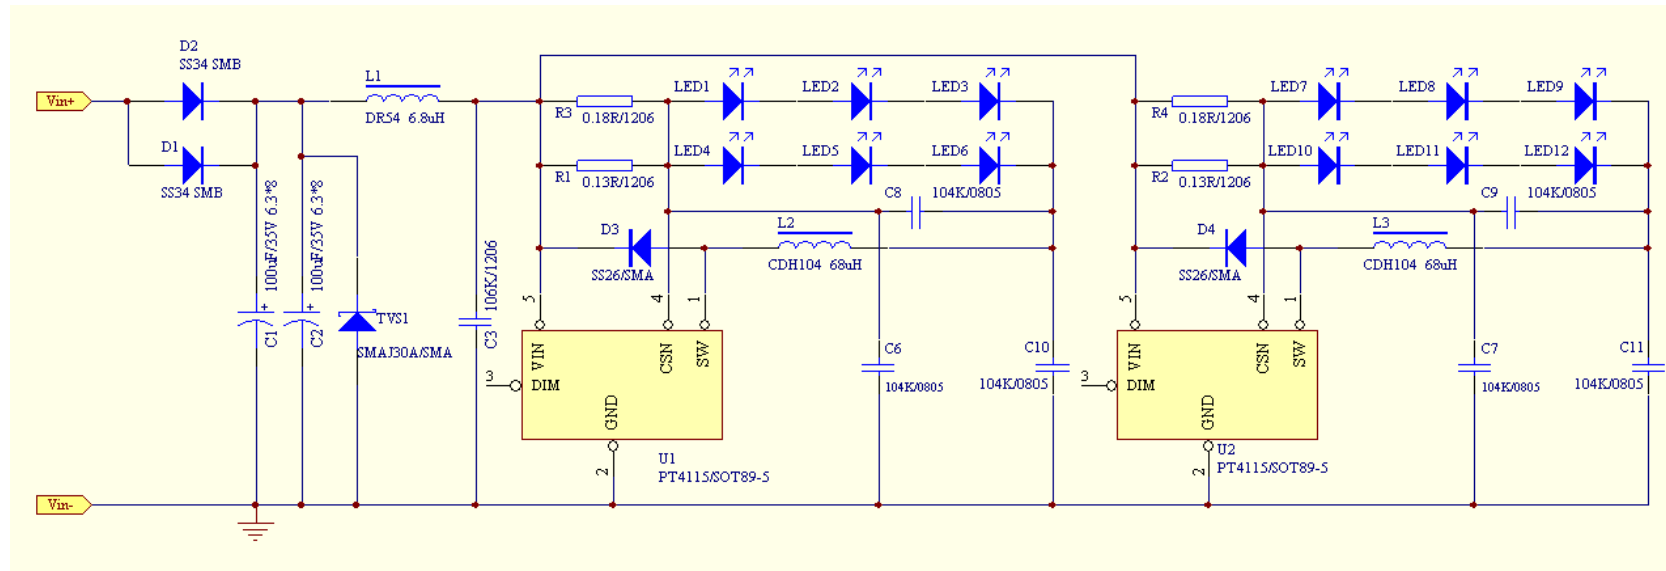 D2
SS34 SMB
Vin+
D1
SS34 SMB
L1
DR54 6.8uH
100uF/35V 6.3*8
C1
+
100uF/35V 6.3*8
C2
+
TVS1
SMAJ30A/SMA
106K/1206
C3
R3
0.18R/1206
LED1
LED2
LED3
R1
0.13R/1206
LED4
LED5
LED6
C8
104K/0805
D3
SS26/SMA
L2
CDH104 68uH
5
4
1
VIN
CSN
SW
3
DIM
GND
2
U1
PT4115/SOT89-5
C6
104K/0805
C10
104K/0805
R4
0.18R/1206
LED7
LED8
LED9
R2
0.13R/1206
LED10
LED11
LED12
C9
104K/0805
D4
SS26/SMA
L3
CDH104 68uH
5
4
1
VIN
CSN
SW
3
DIM
GND
2
U2
PT4115/SOT89-5
C7
104K/0805
C11
104K/0805
Vin-